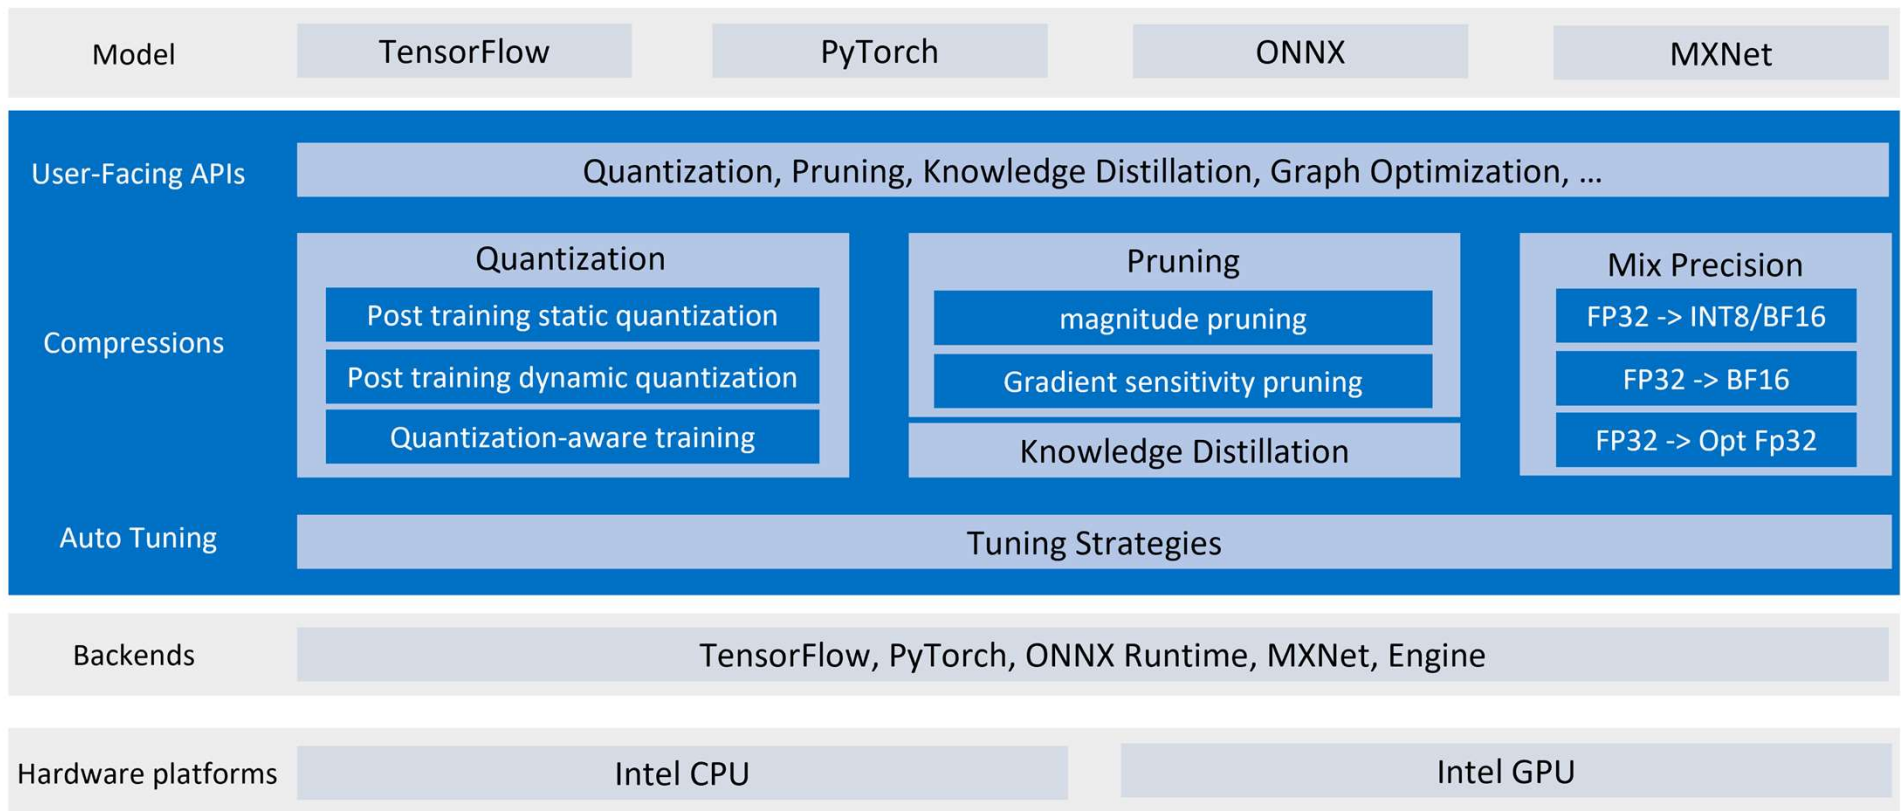 Model
TensorFlow
PyTorch
ONNX
MXNet
User-Facing APIs
Quantization, Pruning, Knowledge Distillation, Graph Optimization, ...
Compressions
Quantization
Post training static quantization
Post training dynamic quantization
Quantization-aware training
Pruning
magnitude pruning
Gradient sensitivity pruning
Knowledge Distillation
Mix Precision
FP32 -> INT8/BF16
FP32 -> BF16
FP32 -> Opt Fp32
Auto Tuning
Tuning Strategies
Backends
TensorFlow, PyTorch, ONNX Runtime, MXNet, Engine
Hardware platforms
Intel CPU
Intel GPU